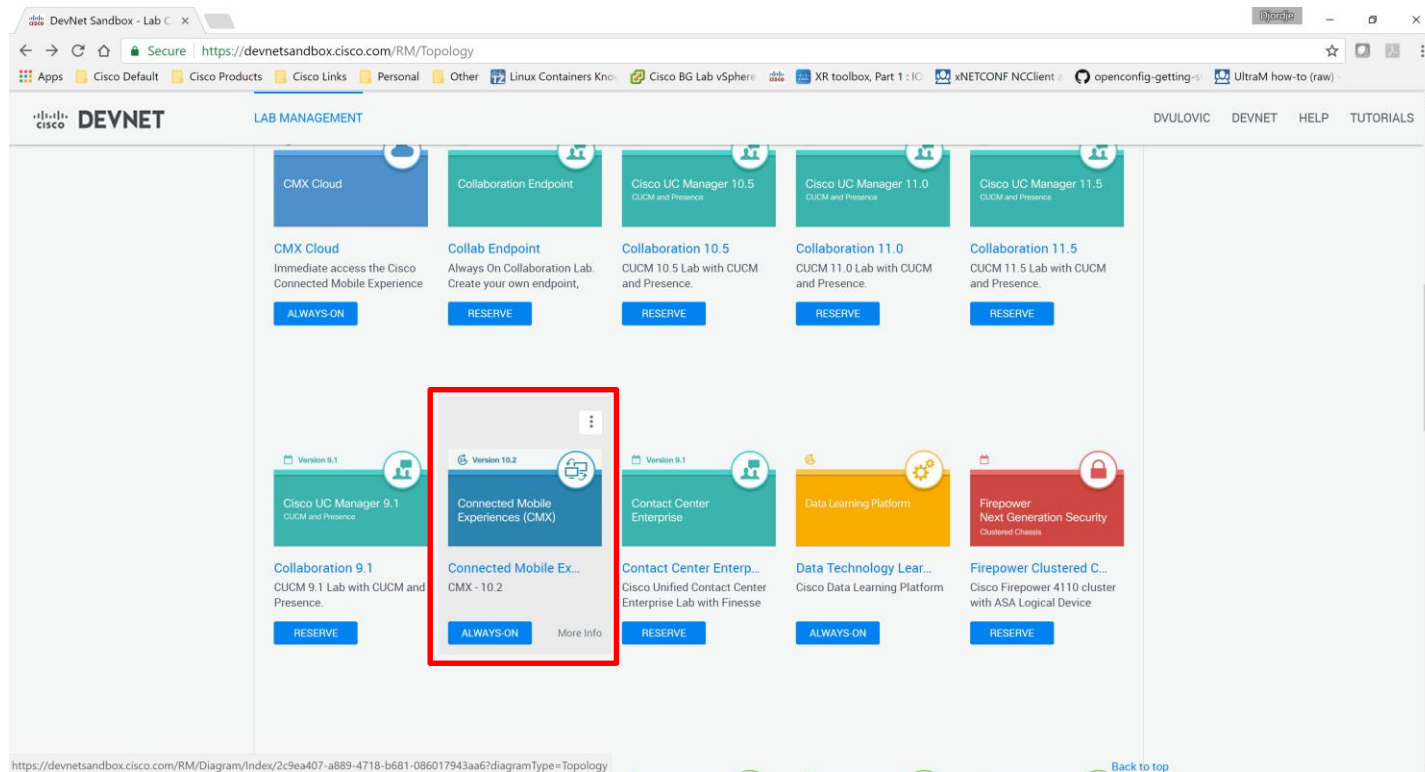 DevNet Sandbox - Lab C
Djordje
Secure https://devnetsandbox.cisco.com/RM/Topology
Apps Cisco Default Cisco Products Cisco Links Personal Other Linux Containers Kno Cisco BG Lab vSphere XR toolbox, Part 1 : IO xNETCONF NCClient openconfig-getting-s UltraM how-to (raw)
CISCO DEVNET LAB MANAGEMENT DVULOVIC DEVNET HELP TUTORIALS
CMX Cloud
CMX Cloud
Immediate access the Cisco
Connected Mobile Experience
ALWAYS-ON
Collaboration Endpoint
Collab Endpoint
Always On Collaboration Lab.
Create your own endpoint,
RESERVE
Cisco UC Manager 10.5
CUCM and Presence
Collaboration 10.5
CUCM 10.5 Lab with CUCM
and Presence.
RESERVE
Cisco UC Manager 11.0
CUCM and Presence
Collaboration 11.0
CUCM 11.0 Lab with CUCM
and Presence.
RESERVE
Cisco UC Manager 11.5
CUCM and Presence
Collaboration 11.5
CUCM 11.5 Lab with CUCM
and Presence.
RESERVE
Version 9.1
Cisco UC Manager 9.1
CUCM and Presence
Collaboration 9.1
CUCM 9.1 Lab with CUCM and
Presence.
RESERVE
Version 10.2
Connected Mobile
Experiences (CMX)
Connected Mobile Ex...
CMX - 10.2
ALWAYS-ON More Info
Version 9.1
Contact Center
Enterprise
Contact Center Enterp...
Cisco Unified Contact Center
Enterprise Lab with Finesse
RESERVE
Data Learning Platform
Data Technology Lear...
Cisco Data Learning Platform
ALWAYS-ON
Firepower
Next Generation Security
Clustered Chassis
Firepower Clustered C...
Cisco Firepower 4110 cluster
with ASA Logical Device
RESERVE
https://devnetsandbox.cisco.com/RM/Diagram/Index/2c9ea407-a889-4718-b681-086017943aa6?diagramType=Topology
Back to top